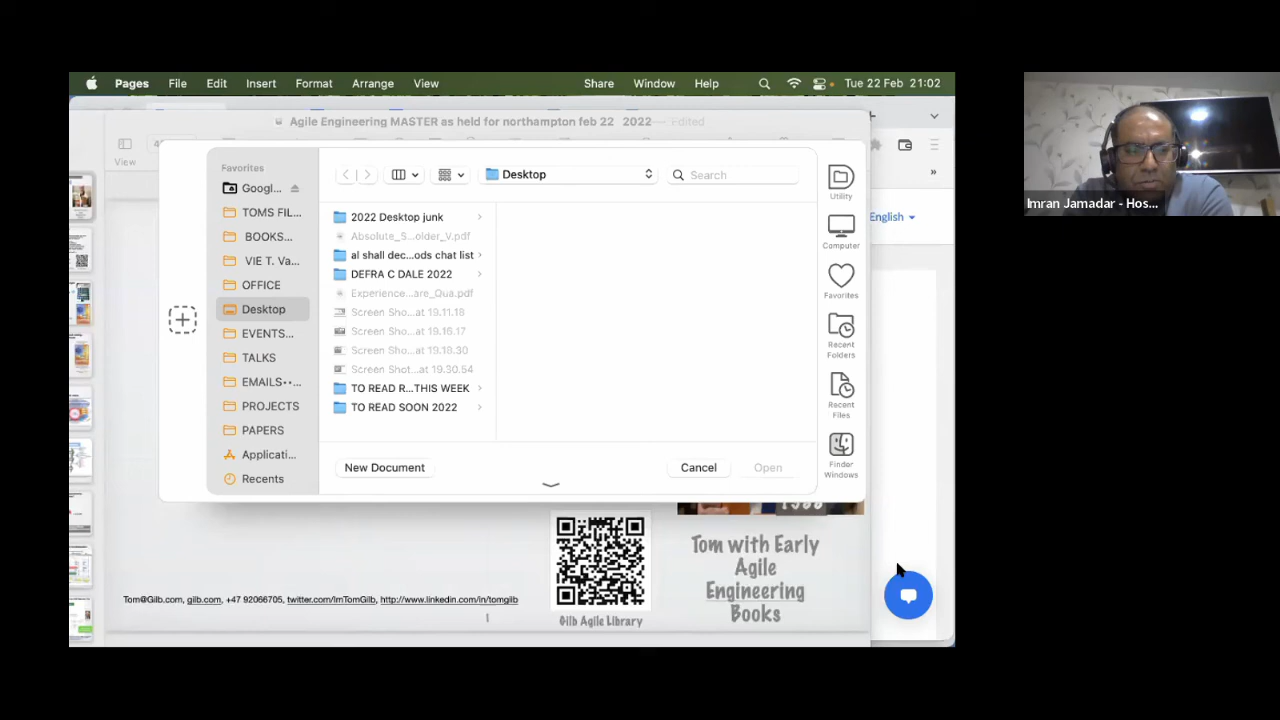 Pages File Edit Insert Format Arrange View Share Window Help Tue 22 Feb 21:02
Agile Engineering MASTER as held for northampton feb 22 2022 — Edited
View
Favorites
Googl...
TOMS FIL...
BOOKS...
VIE T. Va...
OFFICE
Desktop
EVENTS...
TALKS
EMAILS••...
PROJECTS
PAPERS
Applicati...
Recents
Desktop
Search
2022 Desktop junk
Absolute_S...older_V.pdf
al shall dec...ods chat list
DEFRA C DALE 2022
Experience...are_Qua.pdf
Screen Sho...at 19.11.18
Screen Sho...at 19.16.17
Screen Sho...at 19.18.30
Screen Sho...at 19.30.54
TO READ R...THIS WEEK
TO READ SOON 2022
New Document
Cancel
Open
Utility
Computer
Favorites
Recent
Folders
Recent
Files
Finder
Windows
English
»
Tom with Early
Agile
Engineering
Books
Tom@Gilb.com, gilb.com, +47 92066705, twitter.com/ImTomGilb, http://www.linkedin.com/in/tomgilb
Gilb Agile Library
1
Imran Jamadar - Hos...